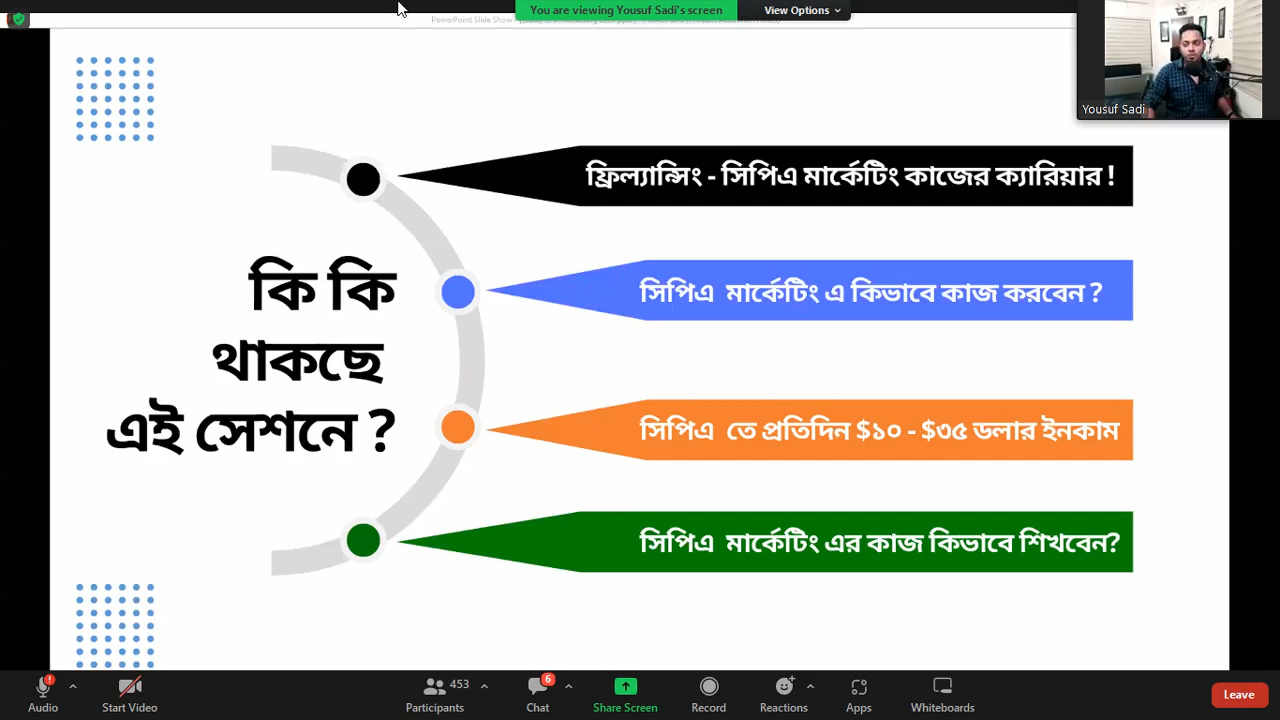 You are viewing Yousuf Sadi's screen
View Options
Yousuf Sadi
কি কি
থাকছে
এই সেশনে ?
ফ্রিল্যান্সিং - সিপিএ মার্কেটিং কাজের ক্যারিয়ার !
সিপিএ মার্কেটিং এ কিভাবে কাজ করবেন ?
সিপিএ তে প্রতিদিন $১০ - $৩৫ ডলার ইনকাম
সিপিএ মার্কেটিং এর কাজ কিভাবে শিখবেন?
Audio
Start Video
453
Participants
6
Chat
Share Screen
Record
Reactions
Apps
Whiteboards
Leave